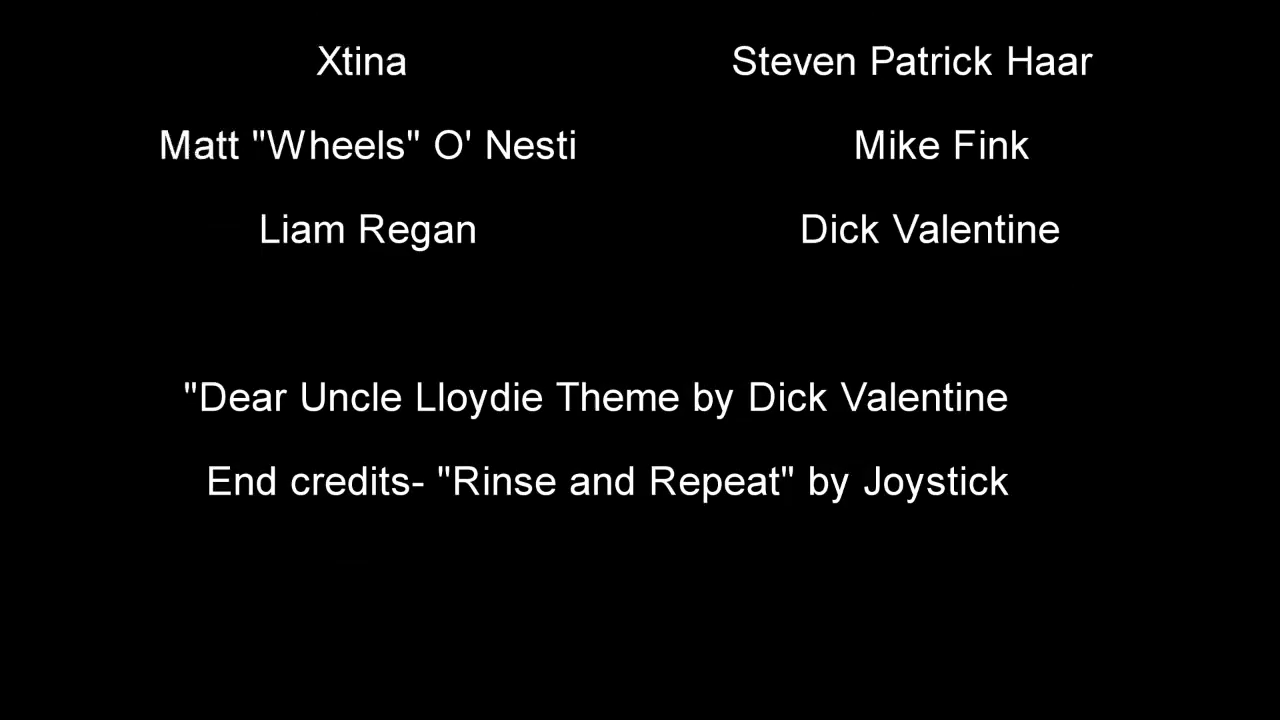 Xtina Steven Patrick Haar
Matt "Wheels" O' Nesti Mike Fink
Liam Regan Dick Valentine
"Dear Uncle Lloydie Theme by Dick Valentine
End credits- "Rinse and Repeat" by Joystick